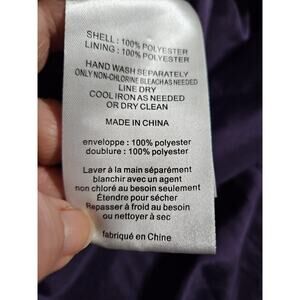 SHELL: 100% POLYESTER
LINING: 100% POLYESTER
HAND WASH SEPARATELY
ONLY NON-CHLORINE BLEACH AS NEEDED
LINE DRY
COOL IRON AS NEEDED
OR DRY CLEAN
MADE IN CHINA
enveloppe : 100% polyester
doublure : 100% polyester
Laver à la main séparément
blanchir avec un agent
non chloré au besoin seulement
Étendre pour sécher
Repasser à froid au besoin
ou nettoyer à sec
fabriqué en Chine